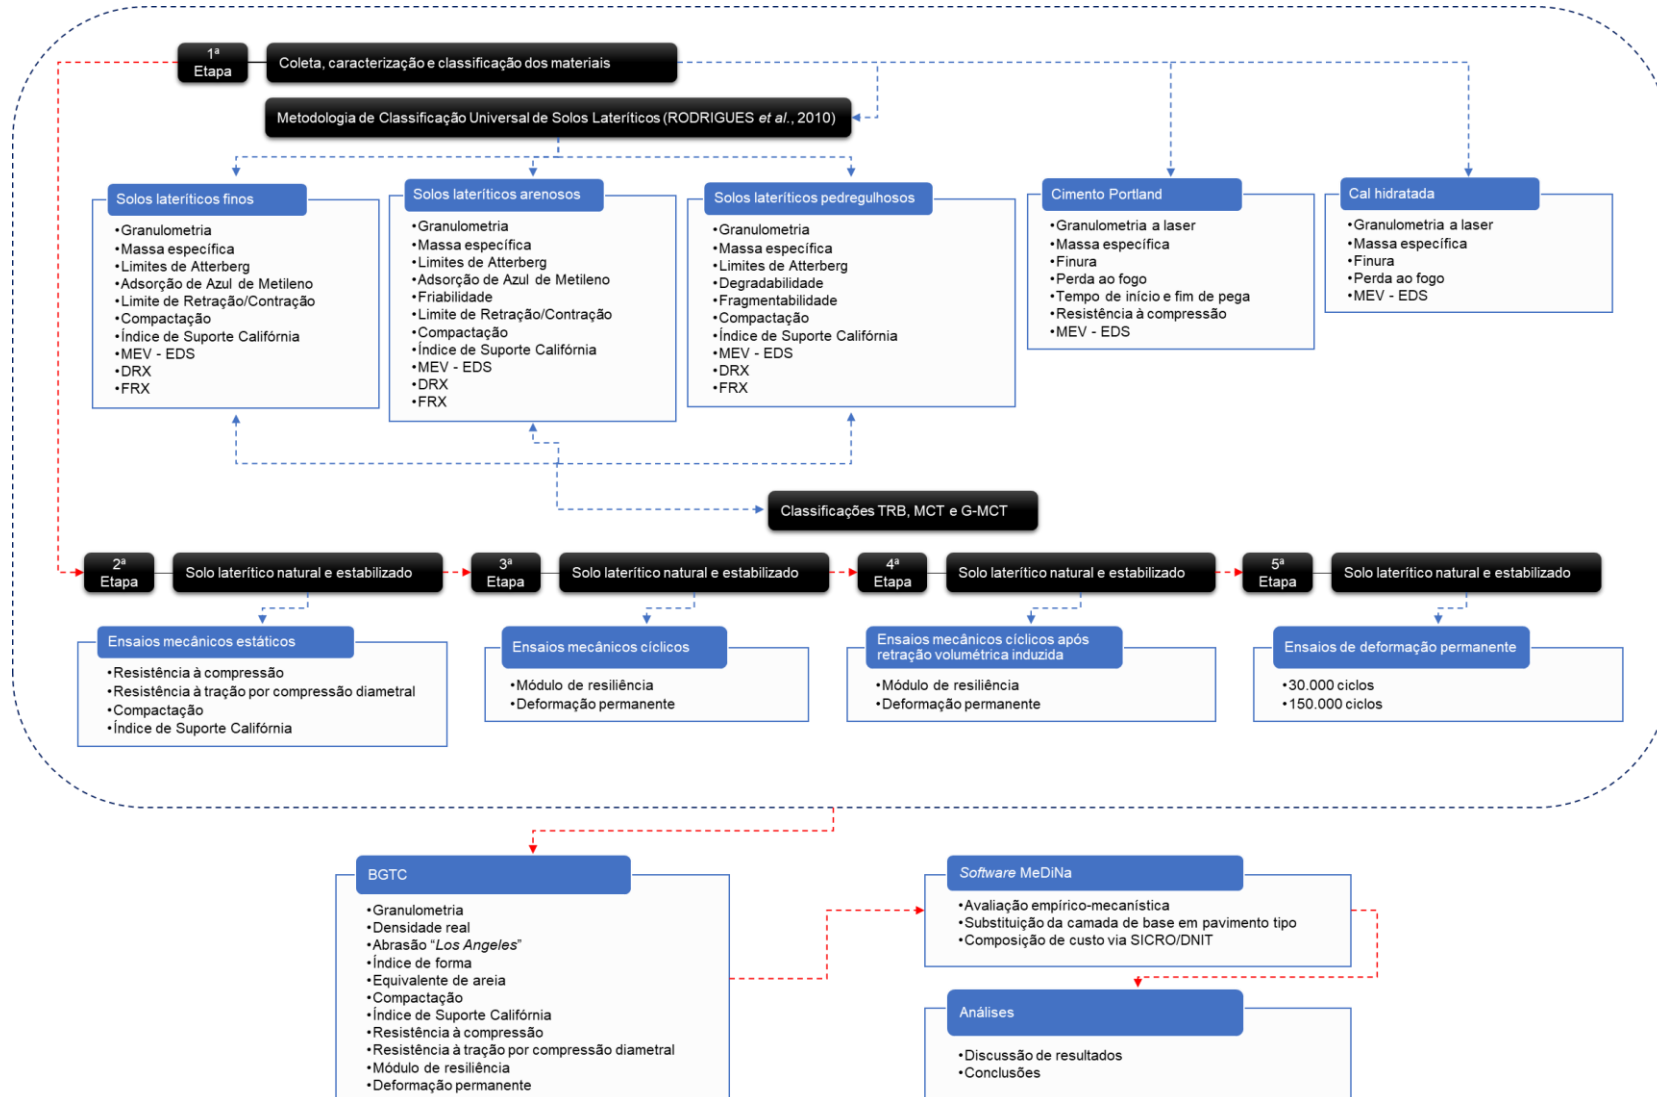 1ª
Etapa
Coleta, caracterização e classificação dos materiais
Metodologia de Classificação Universal de Solos Lateríticos (RODRIGUES et al., 2010)
Solos lateríticos finos
•Granulometria
•Massa específica
•Limites de Atterberg
•Adsorção de Azul de Metileno
•Limite de Retração/Contração
•Compactação
•Índice de Suporte Califórnia
•MEV - EDS
•DRX
•FRX
Solos lateríticos arenosos
•Granulometria
•Massa específica
•Limites de Atterberg
•Adsorção de Azul de Metileno
•Friabilidade
•Limite de Retração/Contração
•Compactação
•Índice de Suporte Califórnia
•MEV - EDS
•DRX
•FRX
Solos lateríticos pedregulhosos
•Granulometria
•Massa específica
•Limites de Atterberg
•Degradabilidade
•Fragmentabilidade
•Compactação
•Índice de Suporte Califórnia
•MEV - EDS
•DRX
•FRX
Cimento Portland
•Granulometria a laser
•Massa específica
•Finura
•Perda ao fogo
•Tempo de início e fim de pega
•Resistência à compressão
•MEV - EDS
Cal hidratada
•Granulometria a laser
•Massa específica
•Finura
•Perda ao fogo
•MEV - EDS
Classificações TRB, MCT e G-MCT
2ª
Etapa
Solo laterítico natural e estabilizado
3ª
Etapa
Solo laterítico natural e estabilizado
4ª
Etapa
Solo laterítico natural e estabilizado
5ª
Etapa
Solo laterítico natural e estabilizado
Ensaios mecânicos estáticos
•Resistência à compressão
•Resistência à tração por compressão diametral
•Compactação
•Índice de Suporte Califórnia
Ensaios mecânicos cíclicos
•Módulo de resiliência
•Deformação permanente
Ensaios mecânicos cíclicos após
retração volumétrica induzida
•Módulo de resiliência
•Deformação permanente
Ensaios de deformação permanente
•30.000 ciclos
•150.000 ciclos
BGTC
•Granulometria
•Densidade real
•Abrasão “Los Angeles”
•Índice de forma
•Equivalente de areia
•Compactação
•Índice de Suporte Califórnia
•Resistência à compressão
•Resistência à tração por compressão diametral
•Módulo de resiliência
•Deformação permanente
Software MeDiNa
•Avaliação empírico-mecanística
•Substituição da camada de base em pavimento tipo
•Composição de custo via SICRO/DNIT
Análises
•Discussão de resultados
•Conclusões